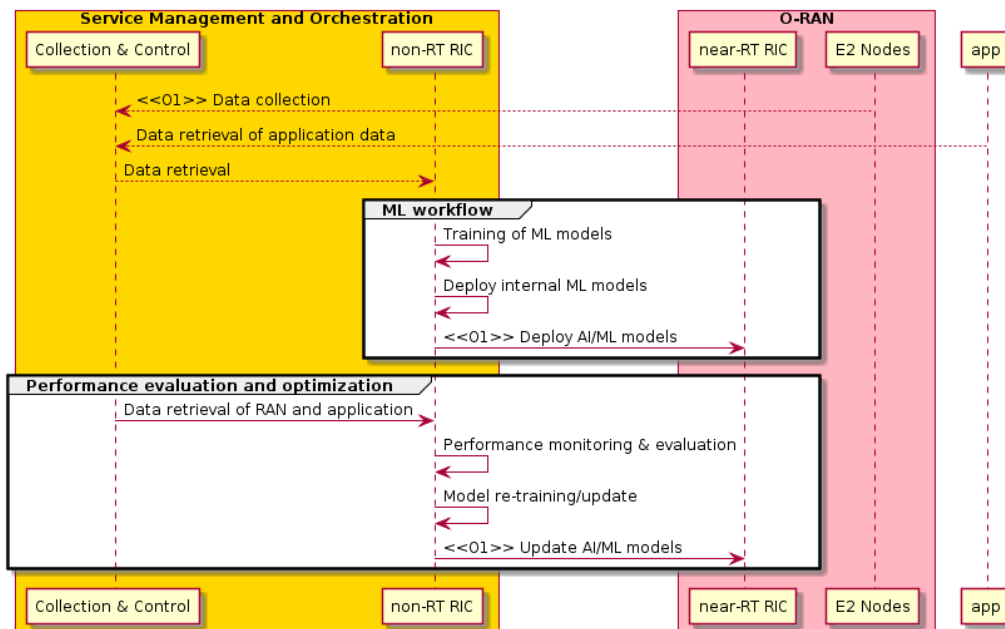 Service Management and Orchestration
O-RAN
Collection & Control
non-RT RIC
near-RT RIC
E2 Nodes
app
<<O1>> Data collection
Data retrieval of application data
Data retrieval
ML workflow
Training of ML models
Deploy internal ML models
<<O1>> Deploy AI/ML models
Performance evaluation and optimization
Data retrieval of RAN and application
Performance monitoring & evaluation
Model re-training/update
<<O1>> Update AI/ML models
Collection & Control
non-RT RIC
near-RT RIC
E2 Nodes
app